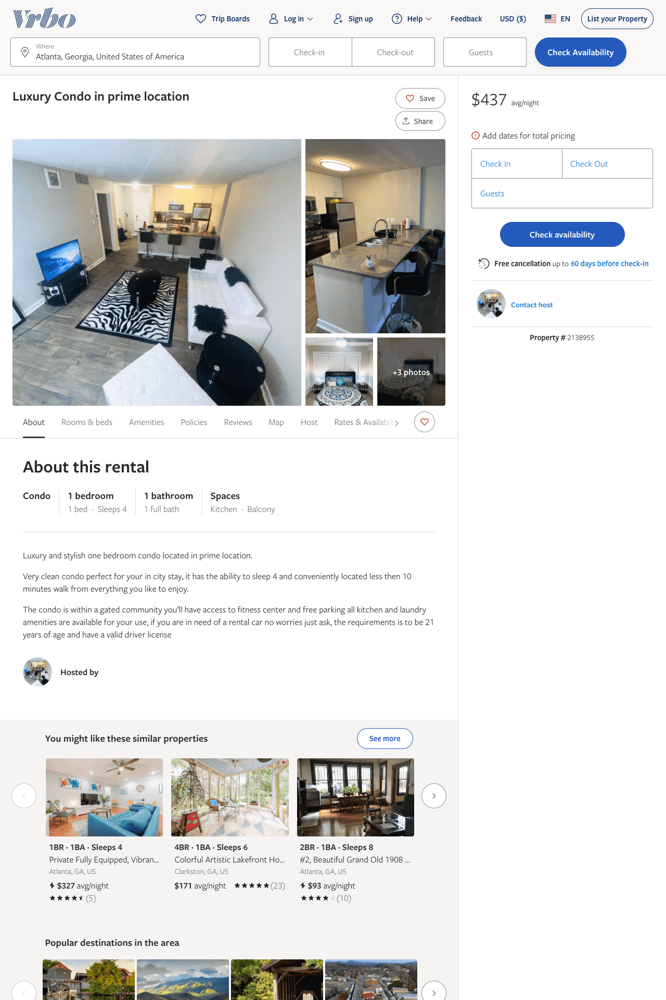 Vrbo
Trip Boards
Log in
Sign up
Help
Feedback
USD ($)
EN
List your Property
Where
Atlanta, Georgia, United States of America
Check-in
Check-out
Guests
Check Availability
Luxury Condo in prime location
Save
Share
+3 photos
$437 avg/night
Add dates for total pricing
Check In
Check Out
Guests
Check availability
Free cancellation up to 60 days before check-in
Contact host
Property # 2138955
About
Rooms & beds
Amenities
Policies
Reviews
Map
Host
Rates & Availabili
About this rental
Condo
1 bedroom
1 bed · Sleeps 4
1 bathroom
1 full bath
Spaces
Kitchen · Balcony
Luxury and stylish one bedroom condo located in prime location.
Very clean condo perfect for your in city stay, it has the ability to sleep 4 and conveniently located less then 10
minutes walk from everything you like to enjoy.
The condo is within a gated community you’ll have access to fitness center and free parking all kitchen and laundry
amenities are available for your use, if you are in need of a rental car no worries just ask, the requirements is to be 21
years of age and have a valid driver license
Hosted by
You might like these similar properties
See more
1BR · 1BA · Sleeps 4
Private Fully Equipped, Vibran...
Atlanta, GA, US
$327 avg/night
(5)
4BR · 1BA · Sleeps 6
Colorful Artistic Lakefront Ho...
Clarkston, GA, US
$171 avg/night
(23)
2BR · 1BA · Sleeps 8
#2, Beautiful Grand Old 1908 ...
Atlanta, GA, US
$93 avg/night
(10)
Popular destinations in the area